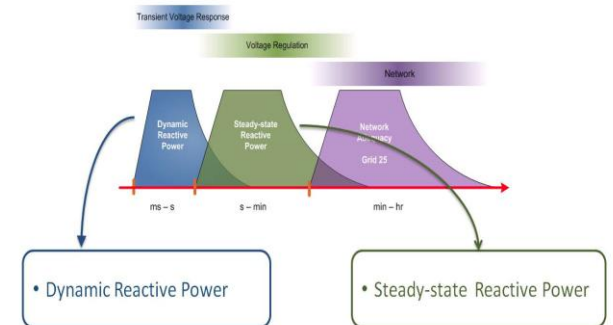 Transient Voltage Response
Voltage Regulation
Network
Dynamic
Reactive
Power
Steady-state
Reactive
Power
Network
Adequacy
Grid 25
ms – s
s – min
min – hr
• Dynamic Reactive Power
• Steady-state Reactive Power